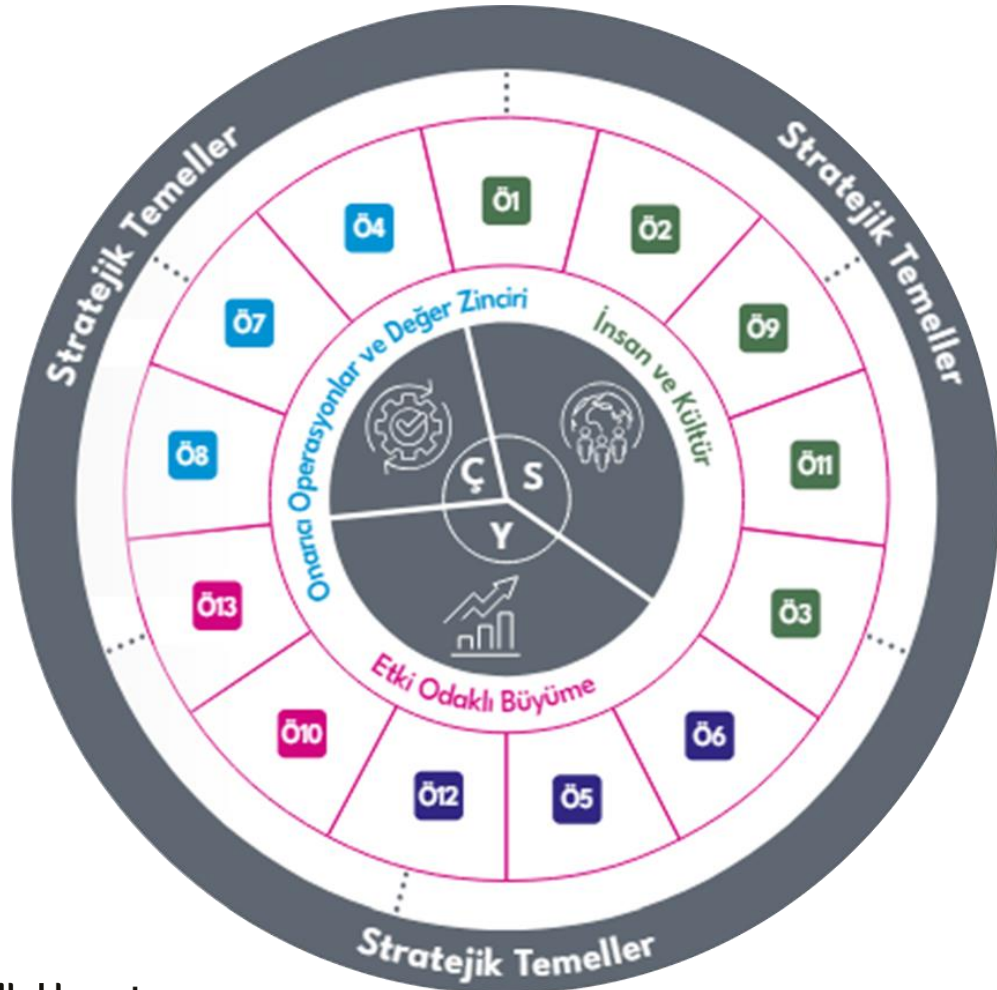 Stratejik Temeller
Stratejik Temeller
Ö1
Ö2
Ö9
Ö11
Ö3
Ö6
Ö5
Ö12
Ö10
Ö13
Ö8
Ö7
Ö4
Onarıcı Operasyonlar ve Değer Zinciri
İnsan ve Kültür
Etki Odaklı Büyüme
Ç
S
Y
Stratejik Temeller